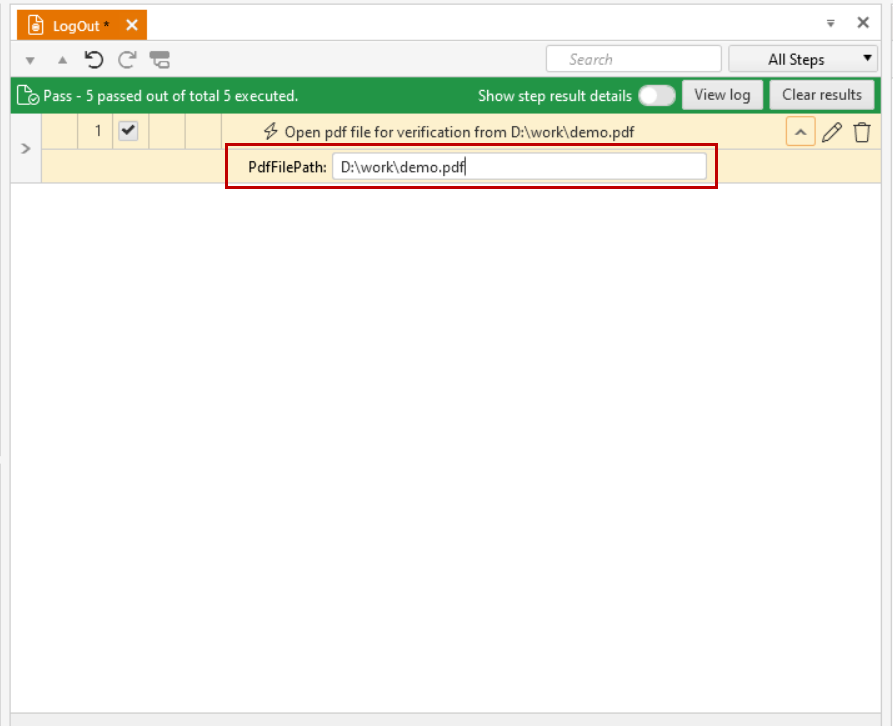 LogOut *
Search
All Steps
Pass - 5 passed out of total 5 executed.
Show step result details
View log
Clear results
1
Open pdf file for verification from D:\work\demo.pdf
PdfFilePath: D:\work\demo.pdf